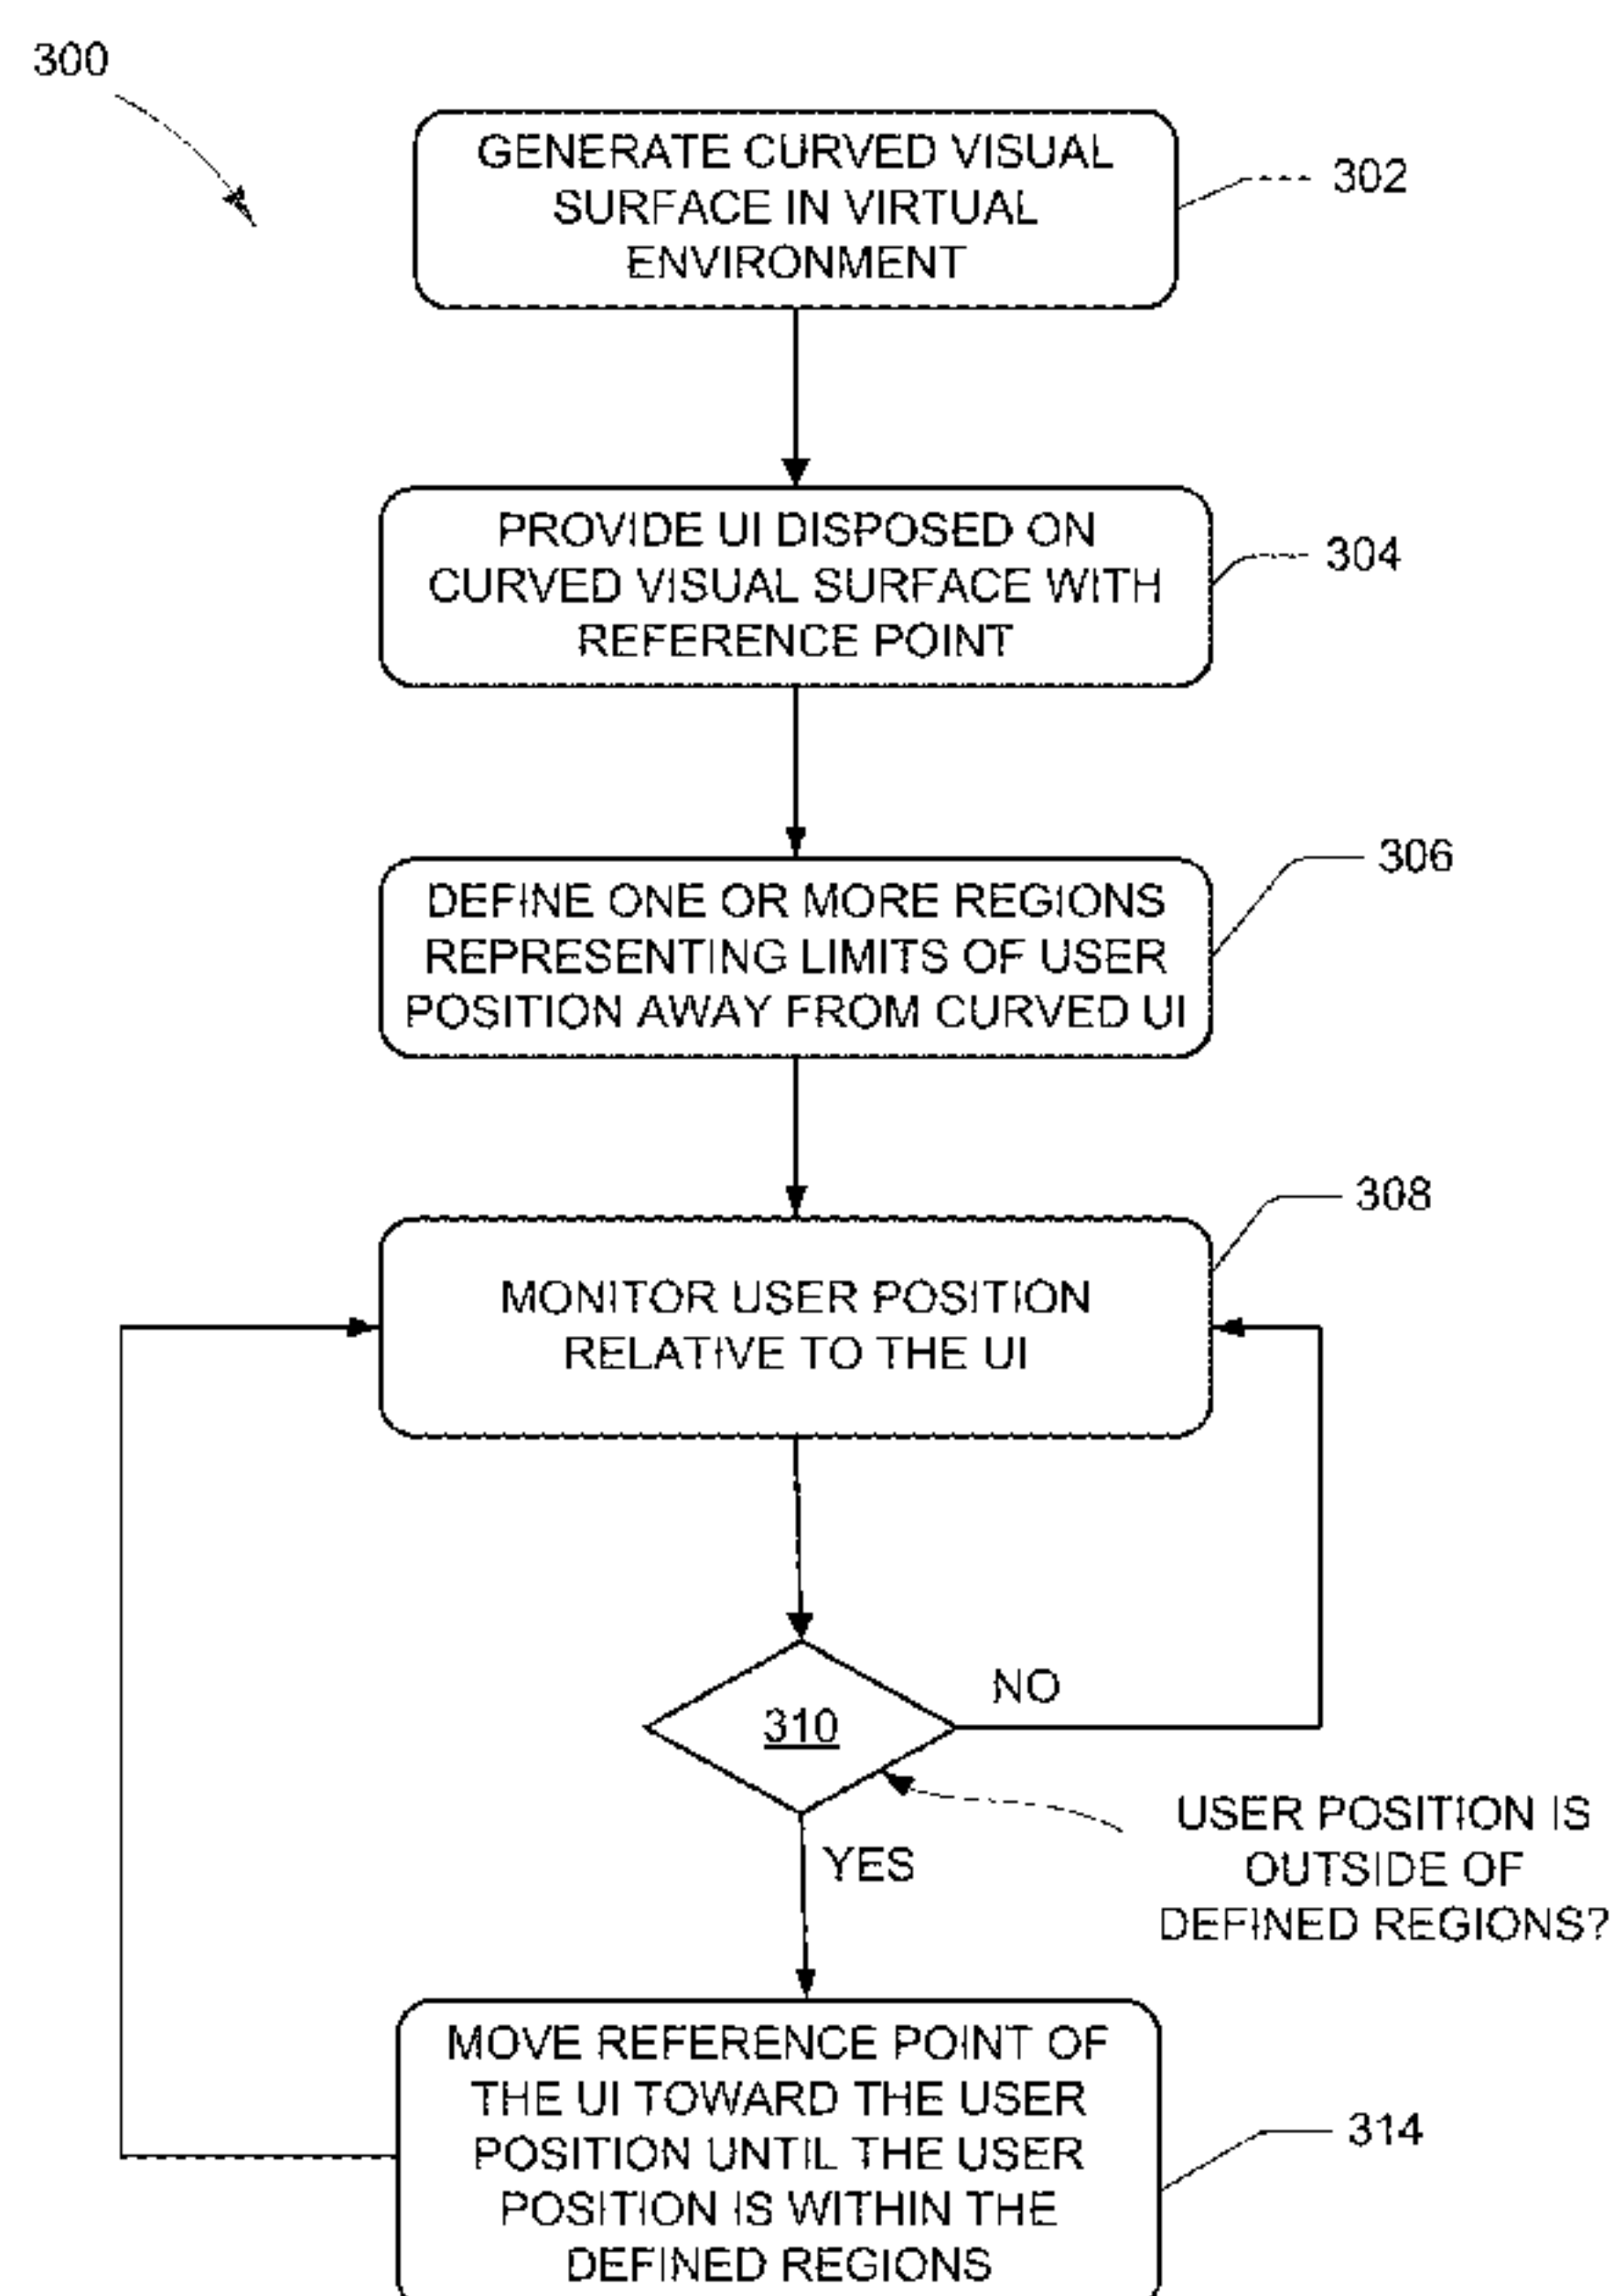 300
GENERATE CURVED VISUAL
SURFACE IN VIRTUAL
ENVIRONMENT
302
PROVIDE UI DISPOSED ON
CURVED VISUAL SURFACE WITH
REFERENCE POINT
304
DEFINE ONE OR MORE REGIONS
REPRESENTING LIMITS OF USER
POSITION AWAY FROM CURVED UI
306
MONITOR USER POSITION
RELATIVE TO THE UI
308
310
NO
YES
USER POSITION IS
OUTSIDE OF
DEFINED REGIONS?
MOVE REFERENCE POINT OF
THE UI TOWARD THE USER
POSITION UNTIL THE USER
POSITION IS WITHIN THE
DEFINED REGIONS
314